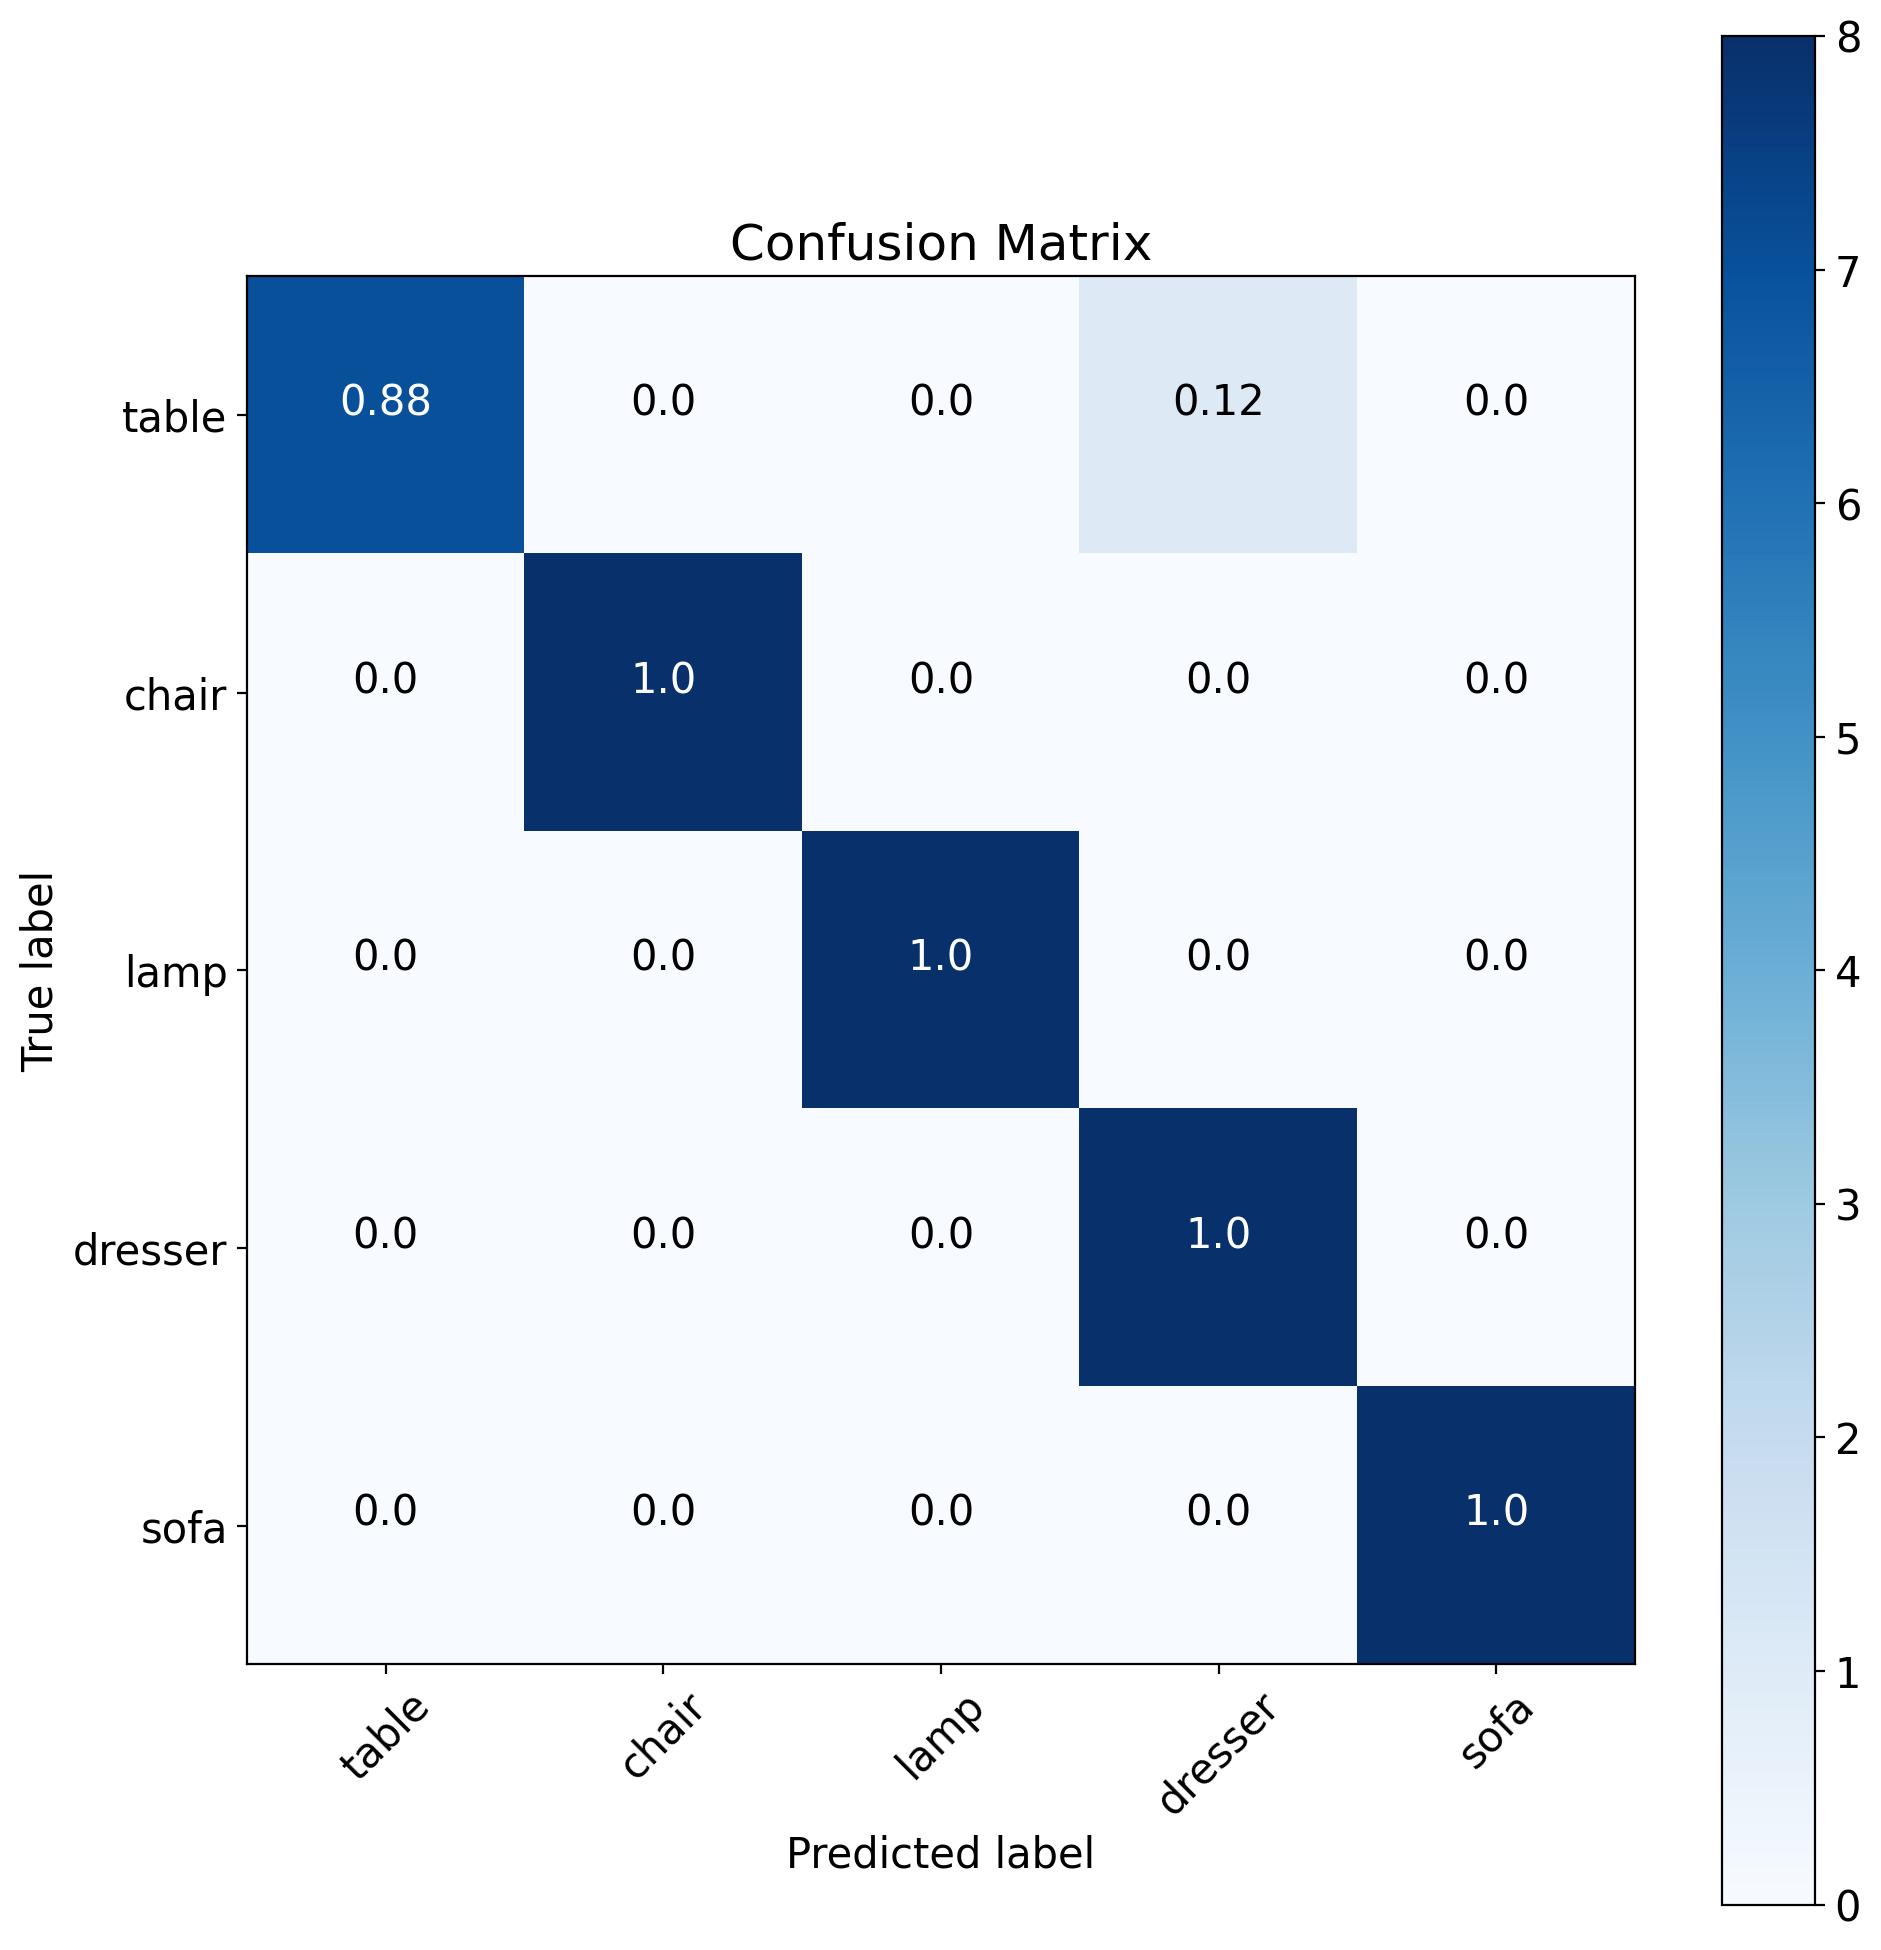 Confusion Matrix
table 0.88 0.0 0.0 0.12 0.0
chair 0.0 1.0 0.0 0.0 0.0
lamp 0.0 0.0 1.0 0.0 0.0
dresser 0.0 0.0 0.0 1.0 0.0
sofa 0.0 0.0 0.0 0.0 1.0
True label
table chair lamp dresser sofa
Predicted label
8
7
6
5
4
3
2
1
0